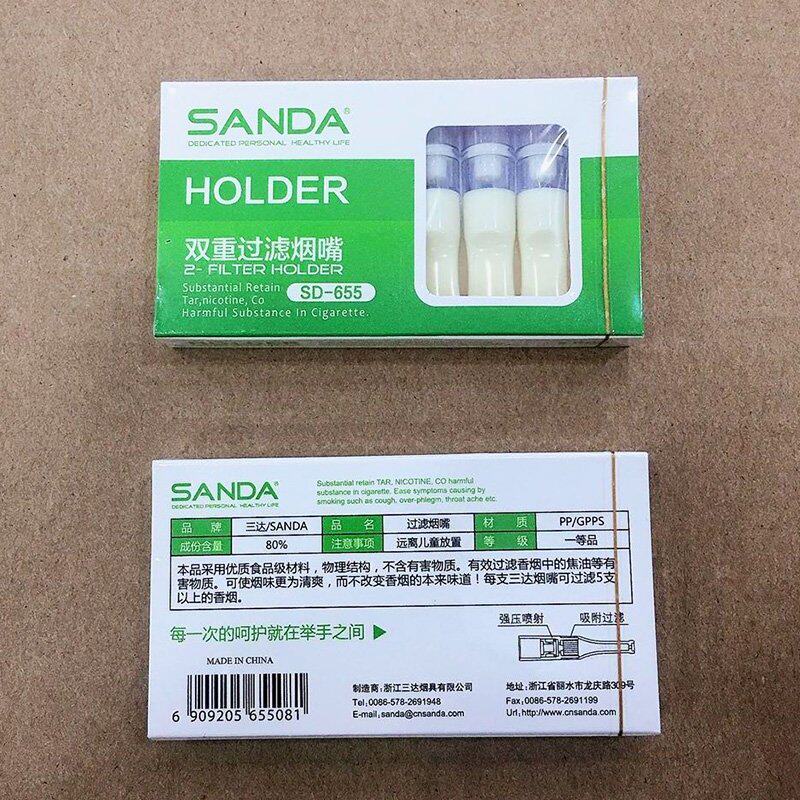 SANDA®
DEDICATED PERSONAL HEALTHY LIFE
HOLDER
双重过滤烟嘴
2- FILTER HOLDER
Substantial Retain
Tar,nicotine, Co
SD-655
Harmful Substance In Cigarette.
SANDA®
DEDICATED PERSONAL HEALTHY LIFE
Substantial retain TAR, NICOTINE, CO harmful
substance in cigarette. Ease symptoms causing by
smoking such as cough, over-phlegm, throat ache etc.
品 牌 三达/SANDA 品 名 过滤烟嘴 材 质 PP/GPPS
成份含量 80% 注意事项 远离儿童放置 等 级 一等品
本品采用优质食品级材料，物理结构，不含有害物质。有效过滤香烟中的焦油等有
害物质。可使烟味更为清爽，而不改变香烟的本来味道！每支三达烟嘴可过滤5支
以上的香烟。
每一次的呵护就在举手之间
强压喷射 吸附过滤
MADE IN CHINA
6 909205 655081
制造商：浙江三达烟具有限公司
Tel,0086-578-2691948
E-mail,sanda@cnsanda.com
地址：浙江省丽水市龙庆路309号
Fax,0086-578-2691199
Url,http://www.cnsanda.com